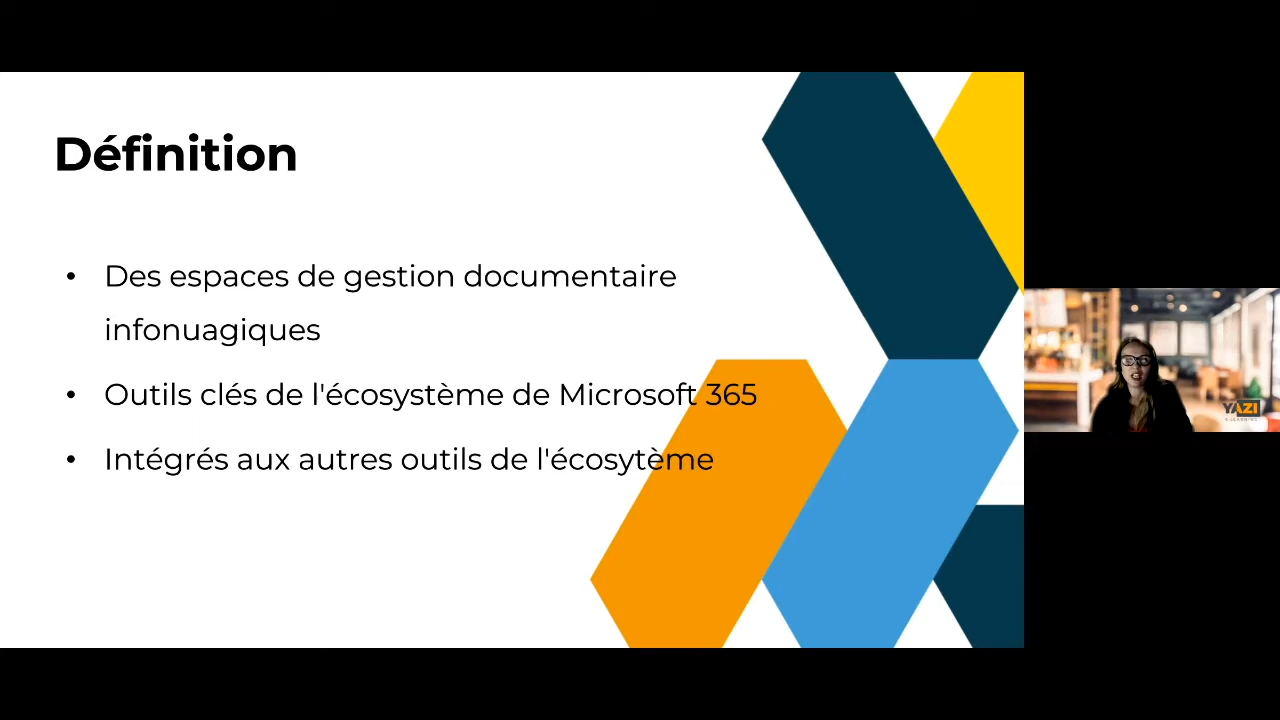 Définition
• Des espaces de gestion documentaire
infonuagiques
• Outils clés de l'écosystème de Microsoft 365
• Intégrés aux autres outils de l'écosytème
YAZI
E-LEARNING